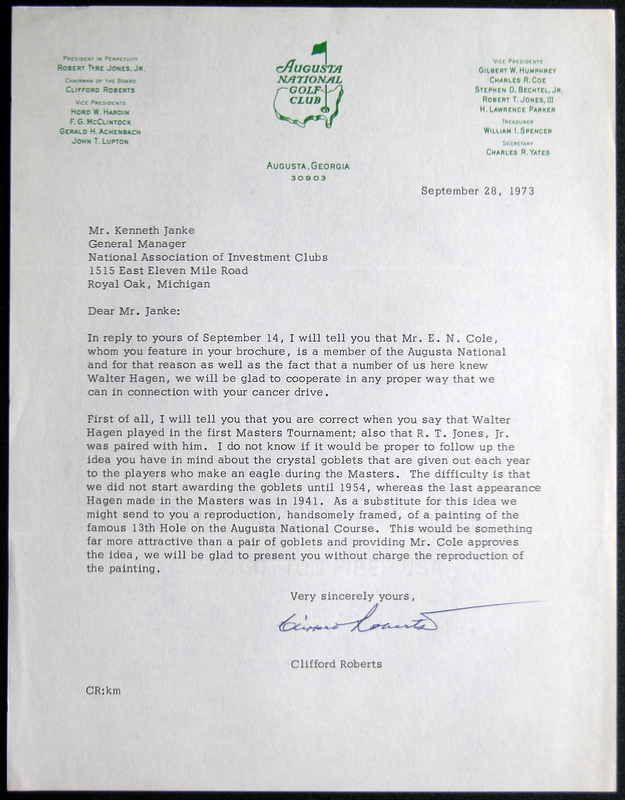 President in Perpetuity
Robert Tyre Jones, Jr.
Chairman of the Board
Clifford Roberts
Vice Presidents
Hord W. Hardin
F. G. McClintock
Gerald H. Achenbach
John T. Lupton
Augusta
National
Golf
Club
Augusta, Georgia
30903
Vice Presidents
Gilbert W. Humphrey
Charles R. Coe
Stephen D. Bechtel, Jr.
Robert T. Jones, III
H. Lawrence Parker
Treasurer
William I. Spencer
Secretary
Charles R. Yates
September 28, 1973
Mr. Kenneth Janke
General Manager
National Association of Investment Clubs
1515 East Eleven Mile Road
Royal Oak, Michigan
Dear Mr. Janke:
In reply to yours of September 14, I will tell you that Mr. E. N. Cole,
whom you feature in your brochure, is a member of the Augusta National
and for that reason as well as the fact that a number of us here knew
Walter Hagen, we will be glad to cooperate in any proper way that we
can in connection with your cancer drive.
First of all, I will tell you that you are correct when you say that Walter
Hagen played in the first Masters Tournament; also that R. T. Jones, Jr.
was paired with him. I do not know if it would be proper to follow up the
idea you have in mind about the crystal goblets that are given out each year
to the players who make an eagle during the Masters. The difficulty is that
we did not start awarding the goblets until 1954, whereas the last appearance
Hagen made in the Masters was in 1941. As a substitute for this idea we
might send to you a reproduction, handsomely framed, of a painting of the
famous 13th Hole on the Augusta National Course. This would be something
far more attractive than a pair of goblets and providing Mr. Cole approves
the idea, we will be glad to present you without charge the reproduction of
the painting.
Very sincerely yours,
Clifford Roberts
Clifford Roberts
CR:km